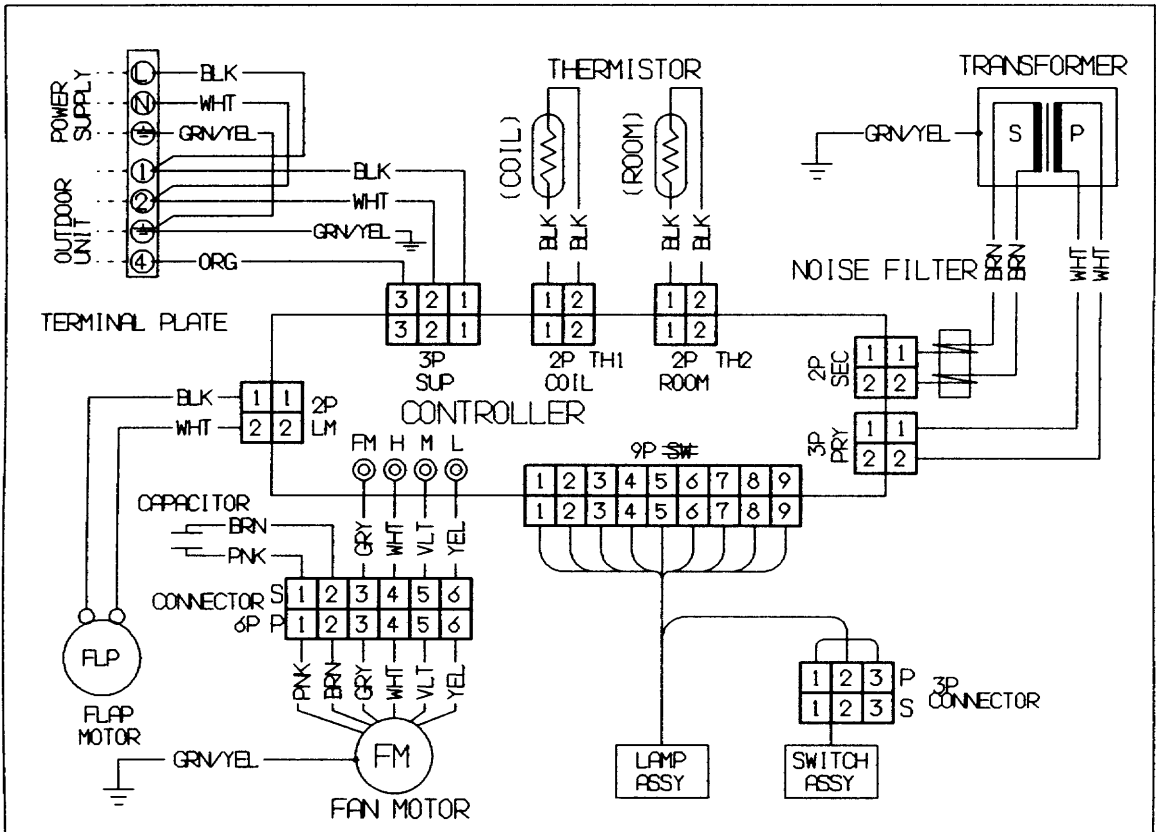 POWER SUPPLY
L BLK
N WHT
GRN/YEL
OUTDOOR UNIT
1 BLK
2 WHT
GRN/YEL
4 ORG
TERMINAL PLATE
THERMISTOR
(COIL)
(ROOM)
BLK BLK BLK BLK
TRANSFORMER
GRN/YEL
S P
BRN BRN WHT WHT
NOISE FILTER
3 2 1
3 2 1
3P
SUP
1 2
1 2
2P TH1
COIL
1 2
1 2
2P TH2
ROOM
2P
SEC
1 1
2 2
3P
PRY
1 1
2 2
BLK 1 1 2P
WHT 2 2 LM
CONTROLLER
FM H M L
9P SW
1 2 3 4 5 6 7 8 9
1 2 3 4 5 6 7 8 9
CAPACITOR
BRN
PNK
GRY WHT VLT YEL
CONNECTOR S 1 2 3 4 5 6
6P P 1 2 3 4 5 6
PNK BRN GRY WHT VLT YEL
FLP
FLAP
MOTOR
GRN/YEL
FM
FAN MOTOR
1 2 3 P
1 2 3 S
3P
CONNECTOR
LAMP
ASSY
SWITCH
ASSY